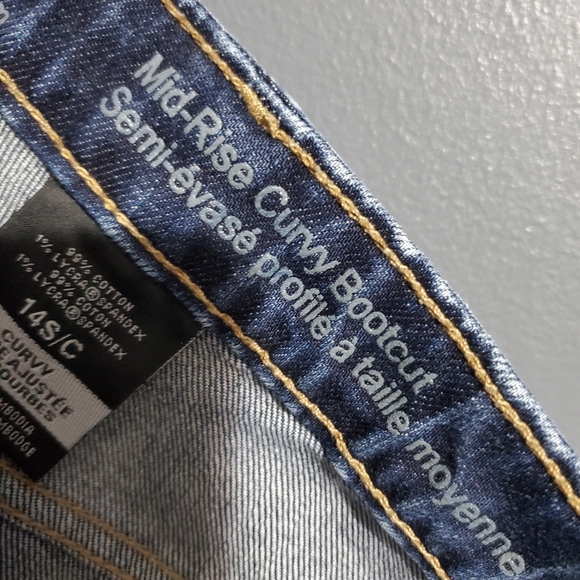 Mid-Rise Curvy Bootcut
Semi-évasé profilé à taille moyenne
99% COTTON
1% LYCRA®SPANDEX
99% COTON
1% LYCRA®SPANDEX
14S/C
CURVY